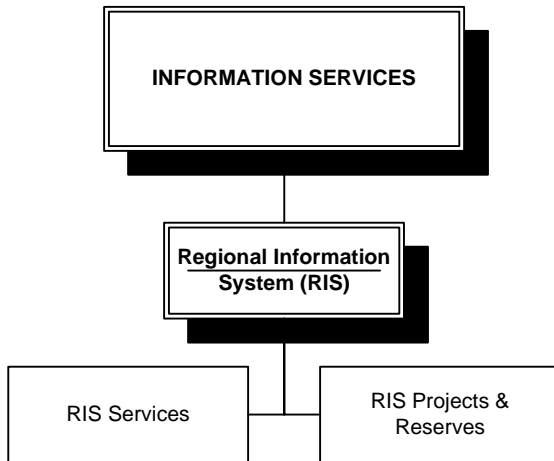 INFORMATION SERVICES
Regional Information
System (RIS)
RIS Services
RIS Projects &
Reserves